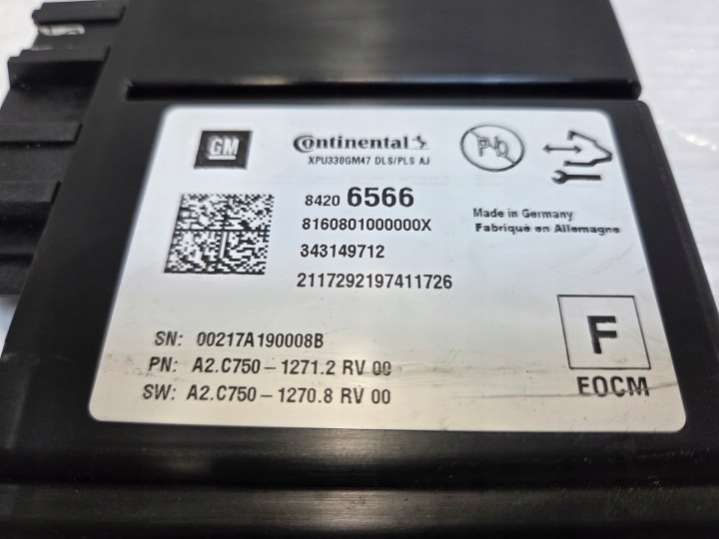 GM
Continental
XPU330GM47 DLS/PLS AJ
Pb
8420 6566
8160801000000X
343149712
2117292197411726
Made in Germany
Fabriqué en Allemagne
SN: 00217A190008B
PN: A2.C750-1271.2 RV 00
SW: A2.C750-1270.8 RV 00
F
EOCM